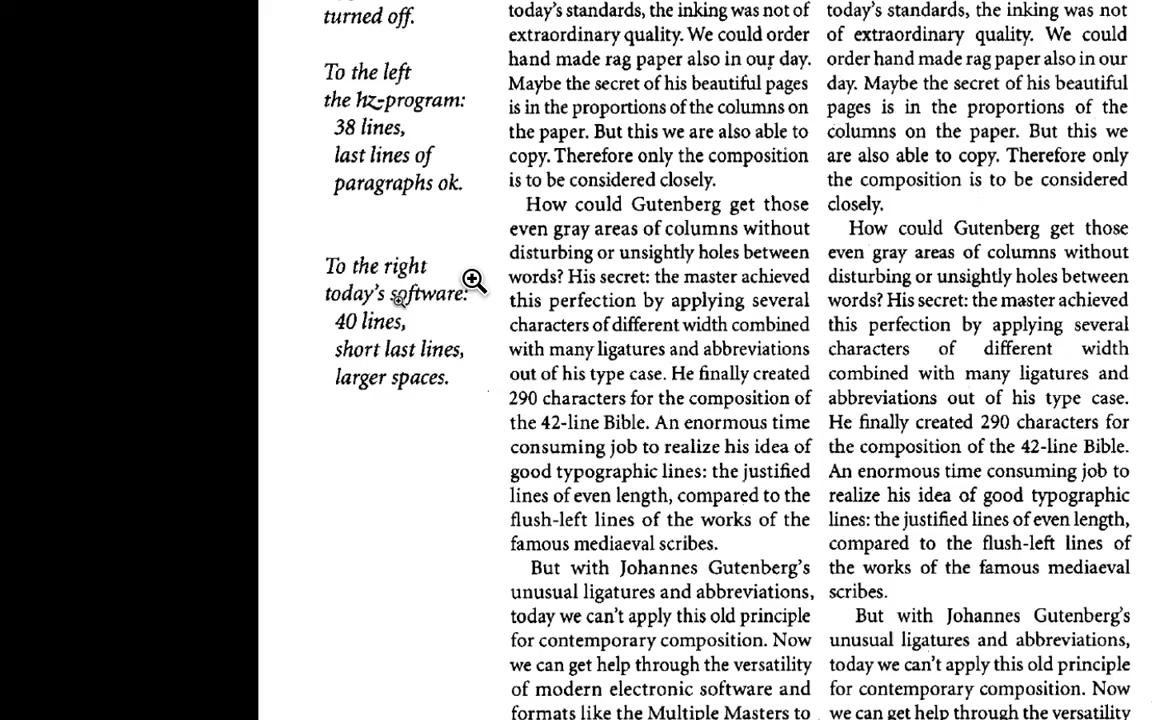 turned off.
To the left
the hz-program:
38 lines,
last lines of
paragraphs ok.
To the right
today's software:
40 lines,
short last lines,
larger spaces.
today's standards, the inking was not of
extraordinary quality. We could order
hand made rag paper also in our day.
Maybe the secret of his beautiful pages
is in the proportions of the columns on
the paper. But this we are also able to
copy. Therefore only the composition
is to be considered closely.
How could Gutenberg get those
even gray areas of columns without
disturbing or unsightly holes between
words? His secret: the master achieved
this perfection by applying several
characters of different width combined
with many ligatures and abbreviations
out of his type case. He finally created
290 characters for the composition of
the 42-line Bible. An enormous time
consuming job to realize his idea of
good typographic lines: the justified
lines of even length, compared to the
flush-left lines of the works of the
famous mediaeval scribes.
But with Johannes Gutenberg's
unusual ligatures and abbreviations,
today we can't apply this old principle
for contemporary composition. Now
we can get help through the versatility
of modern electronic software and
formats like the Multiple Masters to
today's standards, the inking was not
of extraordinary quality. We could
order hand made rag paper also in our
day. Maybe the secret of his beautiful
pages is in the proportions of the
columns on the paper. But this we
are also able to copy. Therefore only
the composition is to be considered
closely.
How could Gutenberg get those
even gray areas of columns without
disturbing or unsightly holes between
words? His secret: the master achieved
this perfection by applying several
characters of different width
combined with many ligatures and
abbreviations out of his type case.
He finally created 290 characters for
the composition of the 42-line Bible.
An enormous time consuming job to
realize his idea of good typographic
lines: the justified lines of even length,
compared to the flush-left lines of
the works of the famous mediaeval
scribes.
But with Johannes Gutenberg's
unusual ligatures and abbreviations,
today we can't apply this old principle
for contemporary composition. Now
we can get help through the versatility